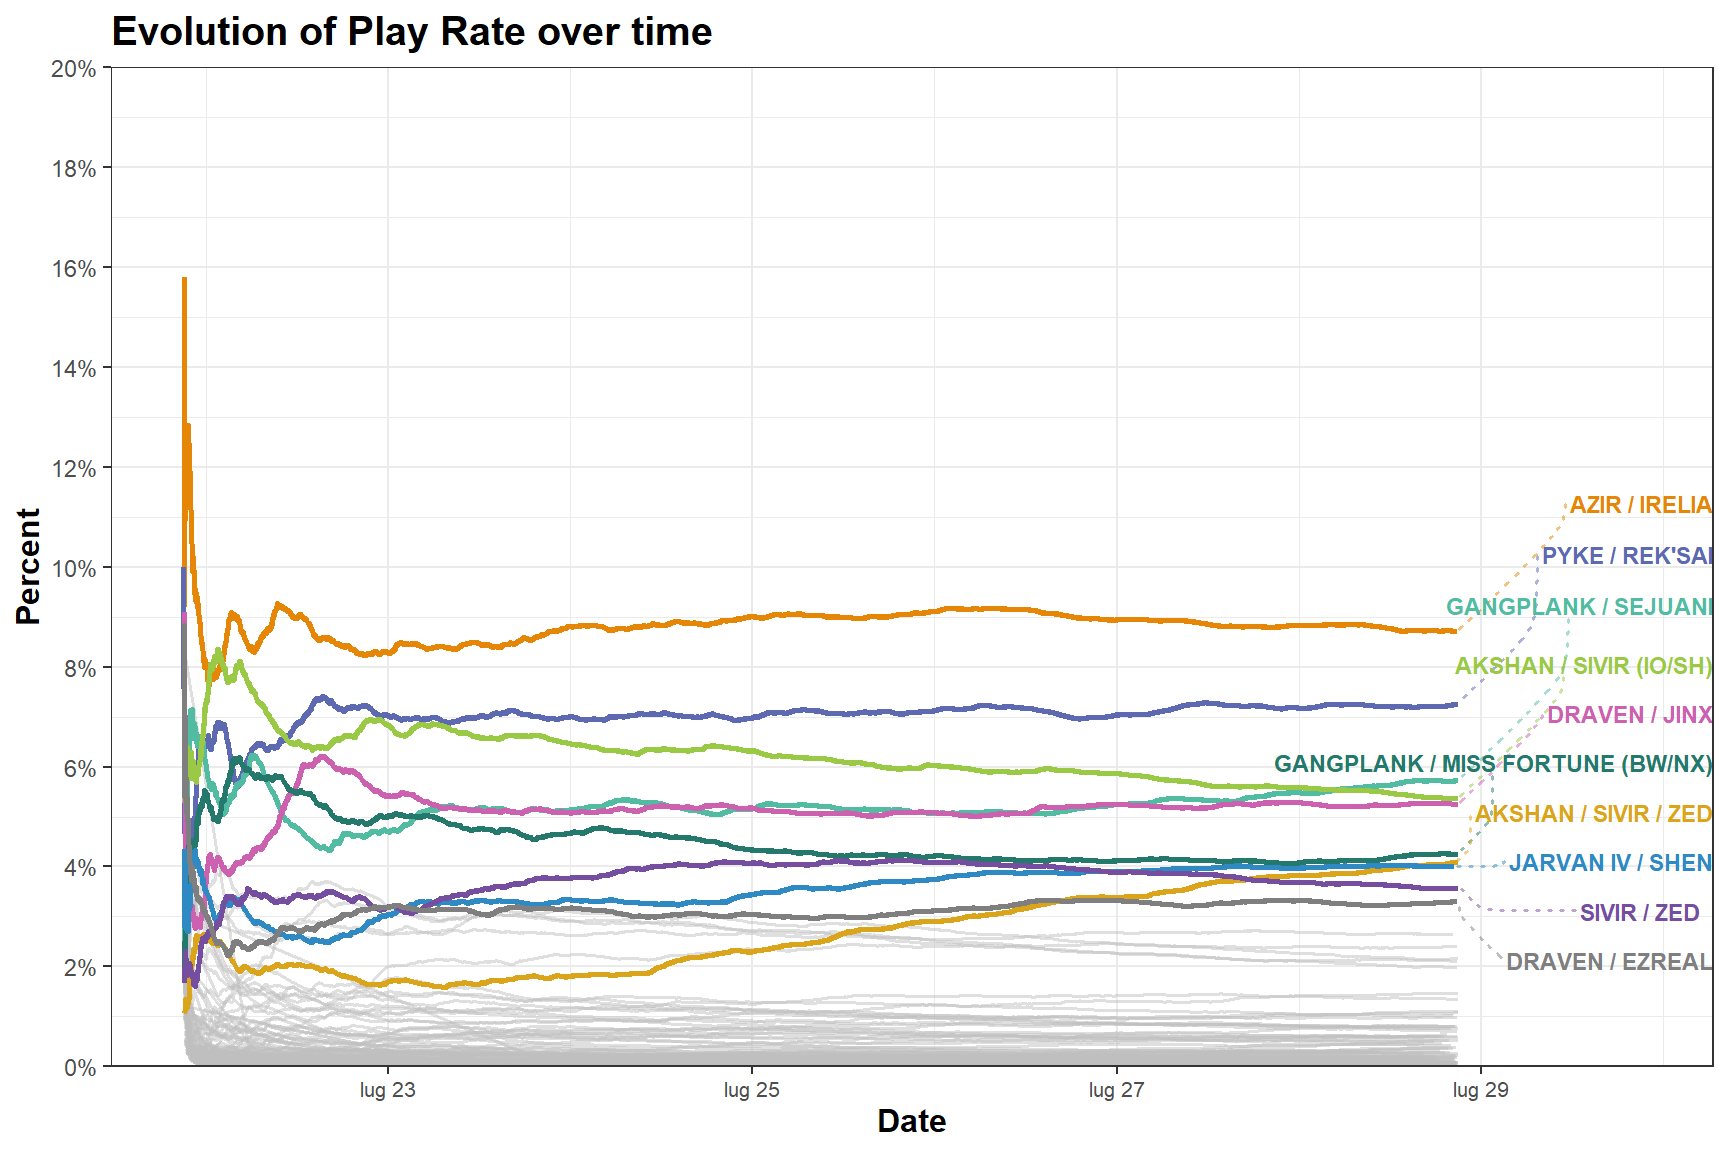 Evolution of Play Rate over time
20%
18%
16%
14%
12%
10%
8%
6%
4%
2%
0%
Percent
AZIR / IRELIA
PYKE / REK'SAI
GANGPLANK / SEJUANI
AKSHAN / SIVIR (IO/SH)
DRAVEN / JINX
GANGPLANK / MISS FORTUNE (BW/NX)
AKSHAN / SIVIR / ZED
JARVAN IV / SHEN
SIVIR / ZED
DRAVEN / EZREAL
lug 23
lug 25
lug 27
lug 29
Date